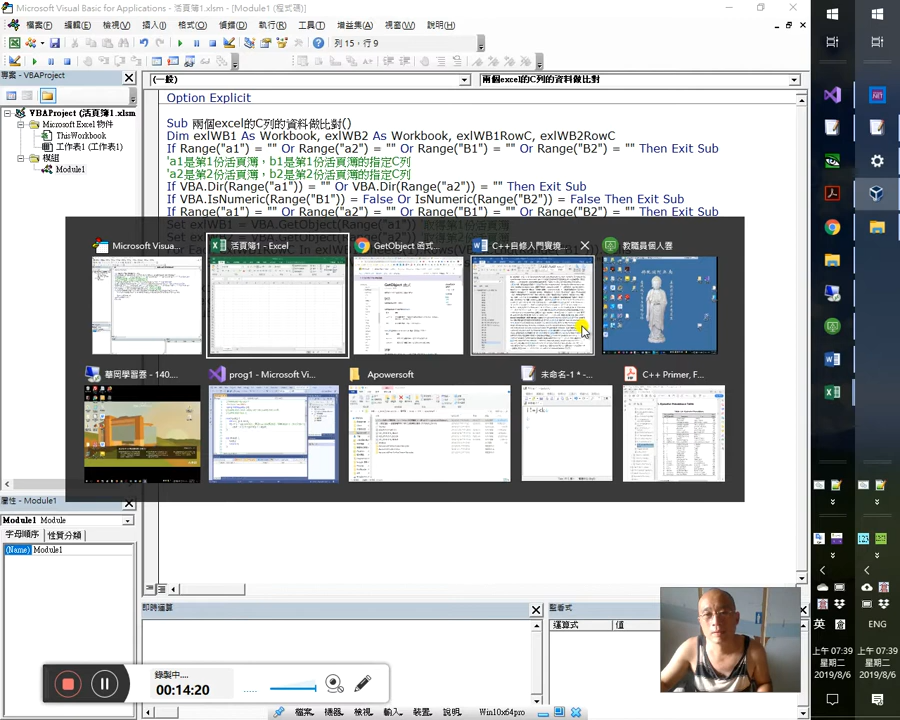 Microsoft Visual Basic for Applications - 活頁簿1.xlsm - [Module1 (程式碼)]
檔案(F) 編輯(E) 檢視(V) 插入(I) 格式(O) 偵錯(D) 執行(R) 工具(T) 增益集(A) 視窗(W) 說明(H)
列 15，行 9
專案 - VBAProject
(一般)
兩個excel的C列的資料做比對
VBAProject (活頁簿1.xlsm
Microsoft Excel 物件
ThisWorkbook
工作表1 (工作表1)
模組
Module1
Option Explicit
Sub 兩個excel的C列的資料做比對()
Dim exlWB1 As Workbook, exlWB2 As Workbook, exlWB1RowC, exlWB2RowC
If Range("a1") = "" Or Range("a2") = "" Or Range("B1") = "" Or Range("B2") = "" Then Exit Sub
'a1是第1份活頁簿，b1是第1份活頁簿的指定C列
'a2是第2份活頁簿，b2是第2份活頁簿的指定C列
If VBA.Dir(Range("a1")) = "" Or VBA.Dir(Range("a2")) = "" Then Exit Sub
If VBA.IsNumeric(Range("B1")) = False Or IsNumeric(Range("B2")) = False Then Exit Sub
If Range("a1") = "" Or Range("a2") = "" Or Range("B1") = "" Or Range("B2") = "" Then Exit Sub
Microsoft Visua...
活頁簿1 - Excel
GetObject 函式...
C++自修入門實境...
教職員個人雲
華岡學習雲 - 140....
prog1 - Microsoft Vi...
Apowersoft
未命名-1 * -...
C++ Primer, F...
屬性 - Module1
Module1 Module
字母順序 性質分類
(Name) Module1
即時運算
監看式
運算式 值
錄製中....
00:14:20
檔案, 機器, 檢視, 輸入, 裝置, 說明,
Win10x64pro
英
ENG
上午 07:39
星期二
2019/8/6
上午 07:39
星期二
2019/8/6